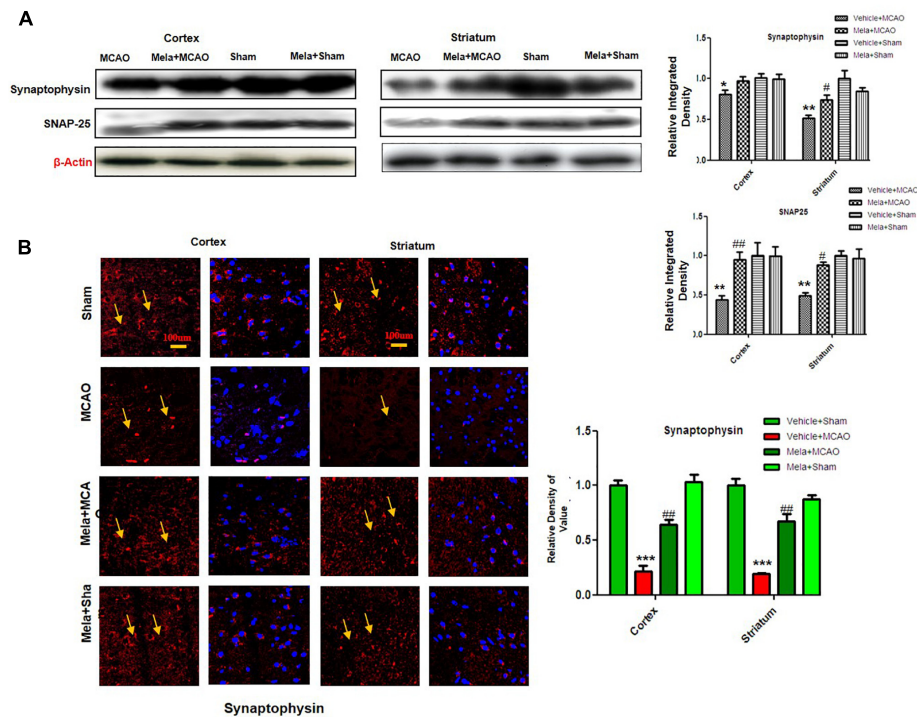 A
Cortex
MCAO Mela+MCAO Sham Mela+Sham
Striatum
MCAO Mela+MCAO Sham Mela+Sham
Synaptophysin
SNAP-25
β-Actin
Synaptophysin
Vehicle+MCAO
Mela+MCAO
Vehicle+Sham
Mela+Sham
Relative Integrated
Density
1.5
1.0
0.5
0.0
*
**
#
Cortex
Striatum
SNAP25
Vehicle+MCAO
Mela+MCAO
Vehicle+Sham
Mela+Sham
Relative Integrated
Density
1.5
1.0
0.5
0.0
**
##
**
#
Cortex
Striatum
B
Cortex
Striatum
Sham
100um
100um
MCAO
Mela+MCA
Mela+Sha
Synaptophysin
Synaptophysin
Vehicle+Sham
Vehicle+MCAO
Mela+MCAO
Mela+Sham
Relative Density of
Value
1.5
1.0
0.5
0.0
***
##
***
##
Cortex
Striatum